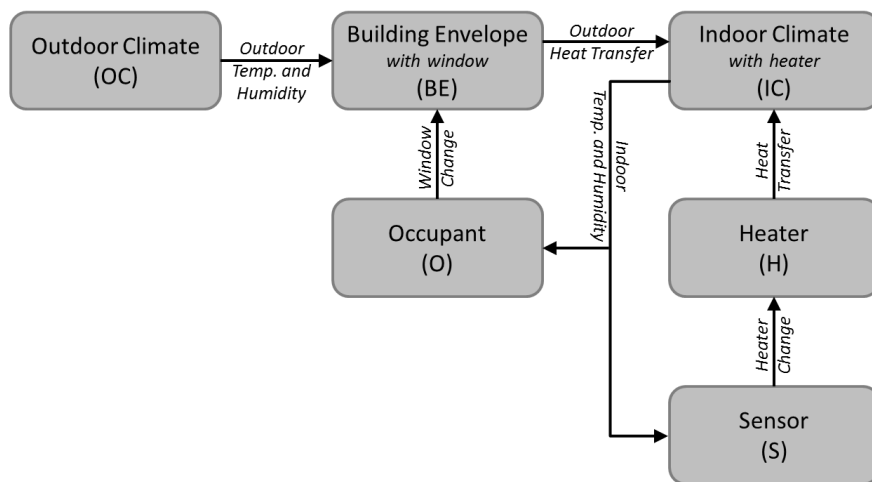 Outdoor Climate
(OC)
Outdoor
Temp. and
Humidity
Building Envelope
with window
(BE)
Outdoor
Heat Transfer
Indoor Climate
with heater
(IC)
Window
Change
Indoor
Temp. and Humidity
Heat
Transfer
Occupant
(O)
Heater
(H)
Heater
Change
Sensor
(S)